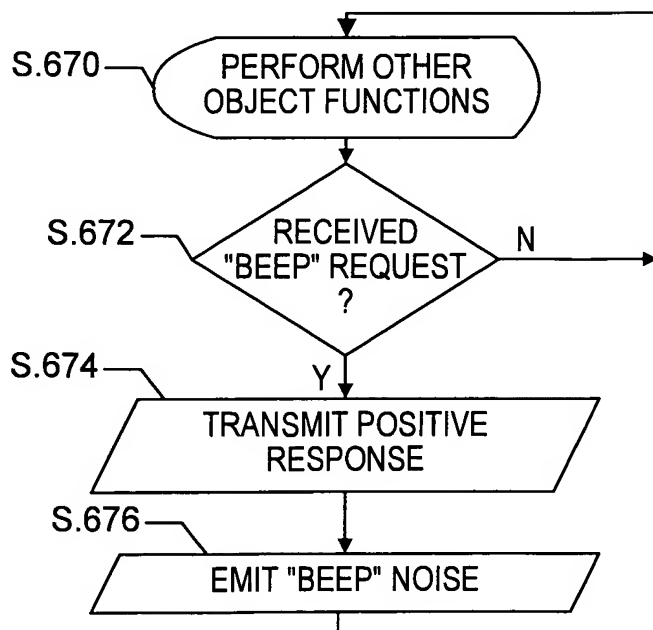 S.670
PERFORM OTHER
OBJECT FUNCTIONS
S.672
RECEIVED
"BEEP" REQUEST
?
N
Y
S.674
TRANSMIT POSITIVE
RESPONSE
S.676
EMIT "BEEP" NOISE